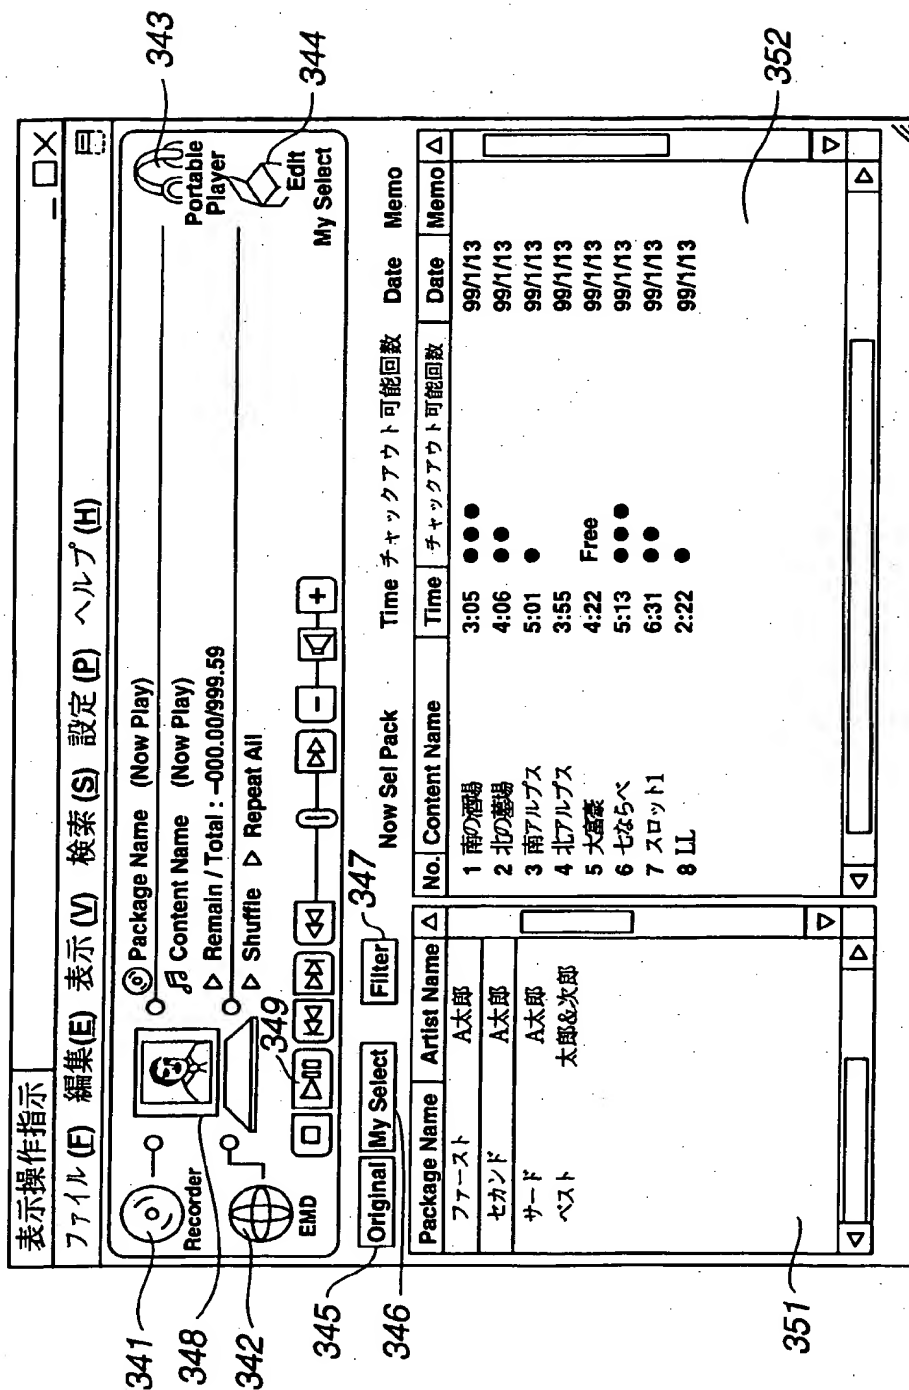 表示操作指示
ファイル (F) 編集(E) 表示 (V) 検索 (S) 設定 (P) ヘルプ (H)
341
348
342
343
344
Recorder
EMD
Package Name (Now Play)
Content Name (Now Play)
▷ Remain / Total : –000.00/999.59
▷ Shuffle ▷ Repeat All
Portable
Player
Edit
My Select
349
− +
345
346
347
Original My Select Filter
Now Sel Pack Time チャックアウト可能回数 Date Memo
Package Name Artist Name
ファースト A太郎
セカンド A太郎
サード A太郎
ベスト 太郎&次郎
351
No. Content Name Time チャックアウト可能回数 Date Memo
1 南の酒場 3:05 ●●● 99/1/13
2 北の墓場 4:06 ●● 99/1/13
3 南アルプス 5:01 ● 99/1/13
4 北アルプス 3:55 99/1/13
5 大富豪 4:22 Free 99/1/13
6 七ならべ 5:13 ●●● 99/1/13
7 スロット1 6:31 ●● 99/1/13
8 LL 2:22 ● 99/1/13
352